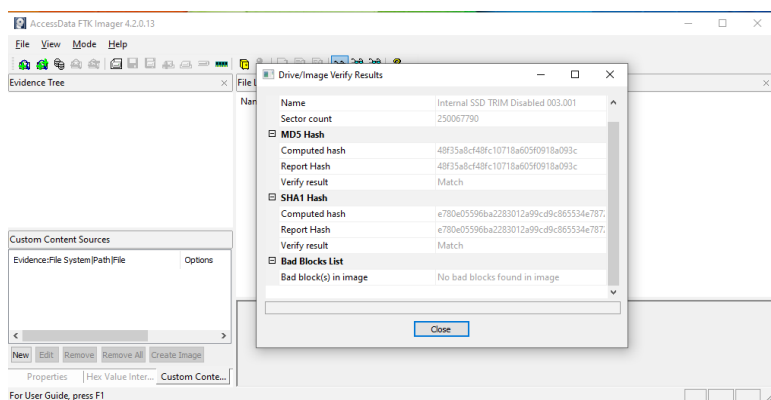 AccessData FTK Imager 4.2.0.13
File View Mode Help
Evidence Tree
Custom Content Sources
Evidence:File System|Path|File Options
New Edit Remove Remove All Create Image
Properties Hex Value Inter... Custom Conte...
For User Guide, press F1
Drive/Image Verify Results
Name Internal SSD TRIM Disabled 003.001
Sector count 250067790
MD5 Hash
Computed hash 48f35a8cf48fc10718a605f0918a093c
Report Hash 48f35a8cf48fc10718a605f0918a093c
Verify result Match
SHA1 Hash
Computed hash e780e05596ba2283012a99cd9c865534e787
Report Hash e780e05596ba2283012a99cd9c865534e787
Verify result Match
Bad Blocks List
Bad block(s) in image No bad blocks found in image
Close